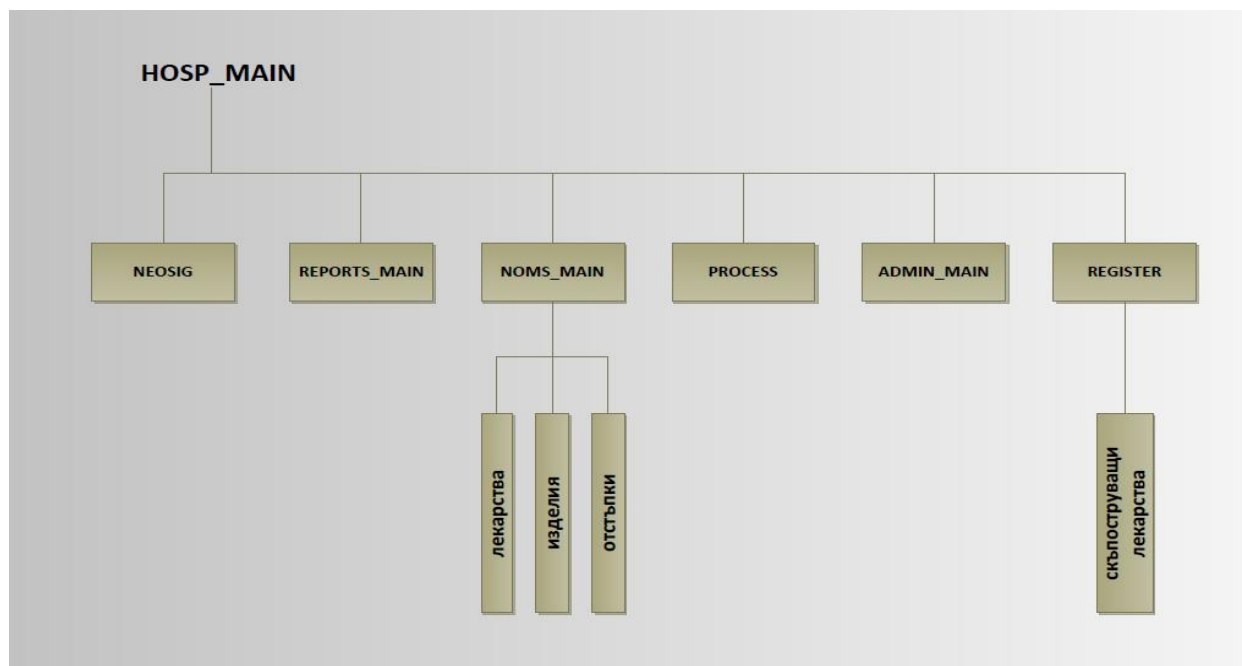 HOSP_MAIN
NEOSIG
REPORTS_MAIN
NOMS_MAIN
PROCESS
ADMIN_MAIN
REGISTER
лекарства
изделия
отстъпки
скъпоструващи
лекарства